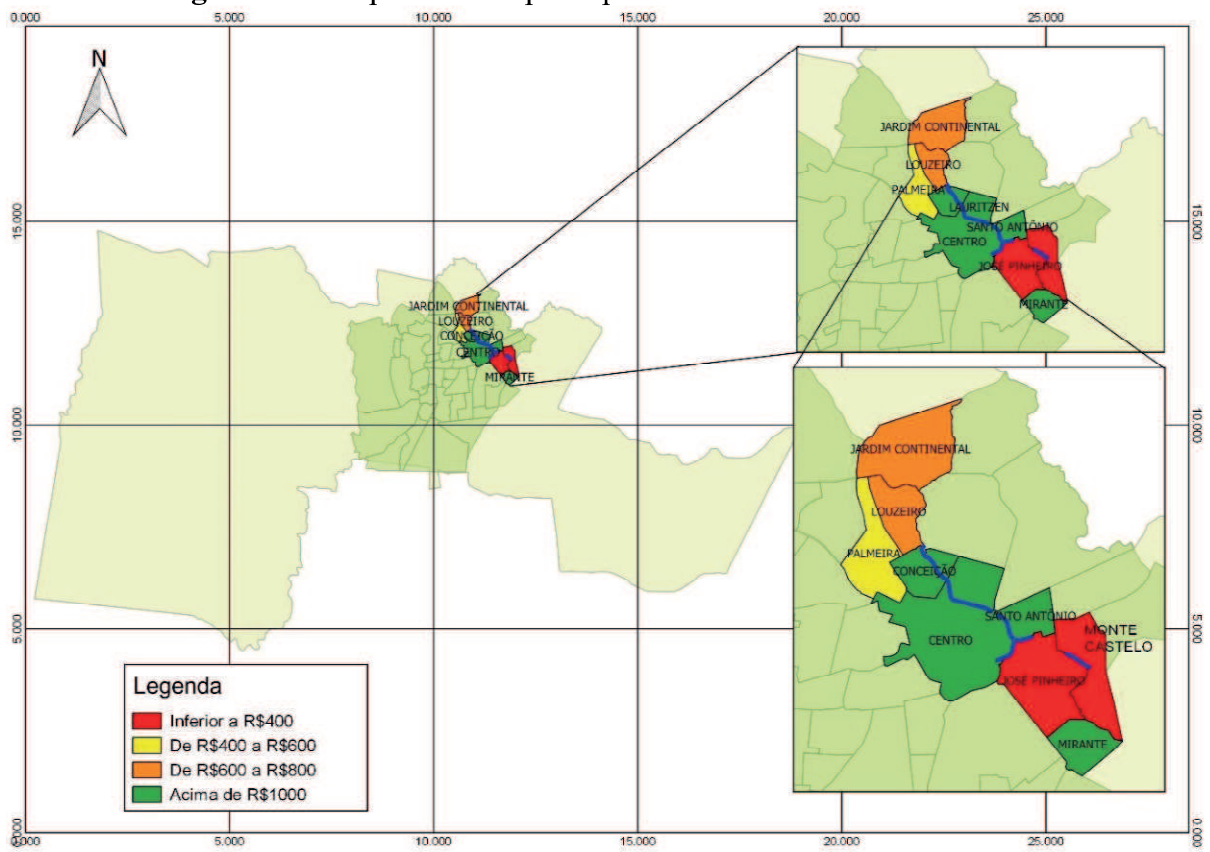 0.000
5.000
10.000
15.000
20.000
25.000
N
15.000
10.000
5.000
0.000
JARDIM CONTINENTAL
LOUZEIRO
CONCEIÇÃO
CENTRO
MIRANTE
JARDIM CONTINENTAL
LOUZEIRO
PALMEIRA
LAURITZEN
SANTO ANTÔNIO
CENTRO
JOSÉ PINHEIRO
MIRANTE
15.000
10.000
5.000
0.000
JARDIM CONTINENTAL
LOUZEIRO
PALMEIRA
CONCEIÇÃO
SANTO ANTÔNIO
CENTRO
MONTE
CASTELO
JOSÉ PINHEIRO
MIRANTE
Legenda
Inferior a R$400
De R$400 a R$600
De R$600 a R$800
Acima de R$1000
0.000
5.000
10.000
15.000
20.000
25.000